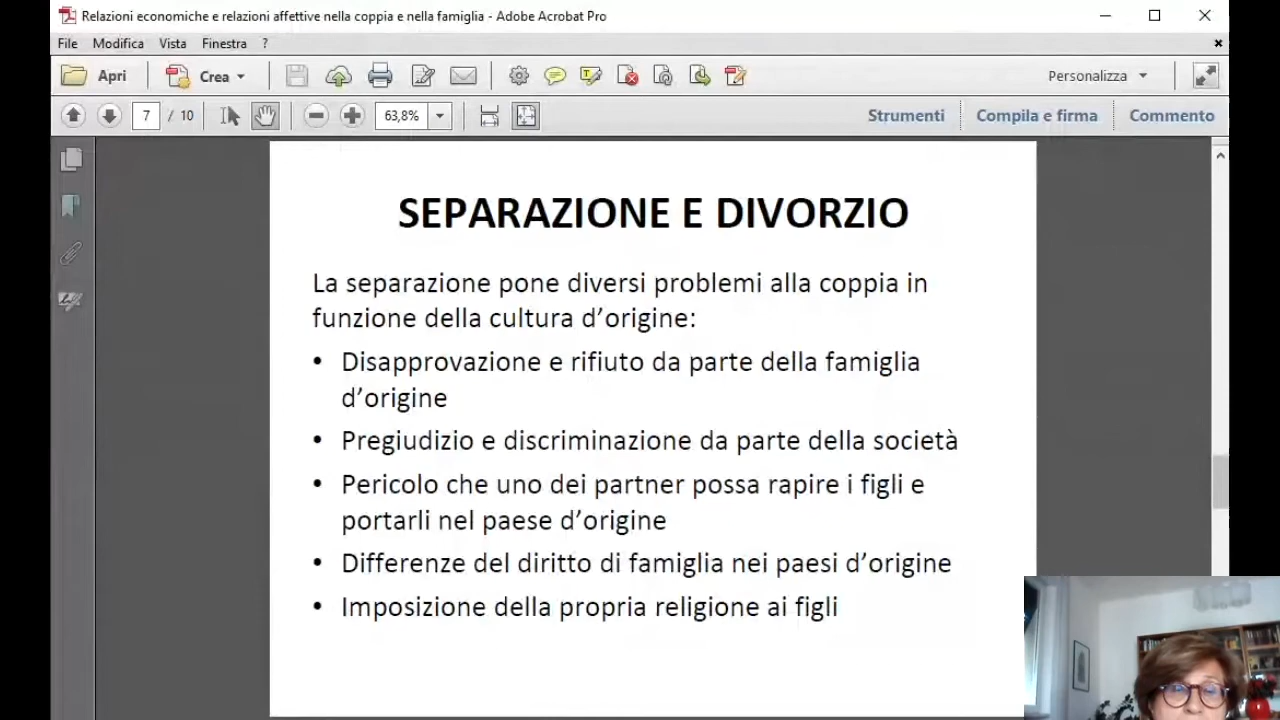 Relazioni economiche e relazioni affettive nella coppia e nella famiglia - Adobe Acrobat Pro
File Modifica Vista Finestra ?
Apri Crea Personalizza
7 / 10 63,8% Strumenti Compila e firma Commento
SEPARAZIONE E DIVORZIO
La separazione pone diversi problemi alla coppia in
funzione della cultura d’origine:
• Disapprovazione e rifiuto da parte della famiglia
d’origine
• Pregiudizio e discriminazione da parte della società
• Pericolo che uno dei partner possa rapire i figli e
portarli nel paese d’origine
• Differenze del diritto di famiglia nei paesi d’origine
• Imposizione della propria religione ai figli